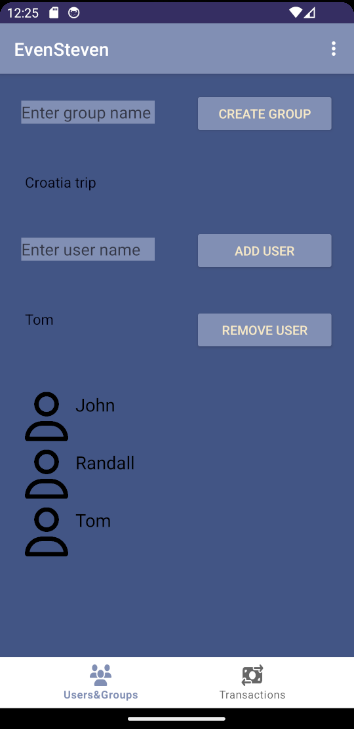 12:25
EvenSteven
Enter group name CREATE GROUP
Croatia trip
Enter user name ADD USER
Tom REMOVE USER
John
Randall
Tom
Users&Groups Transactions